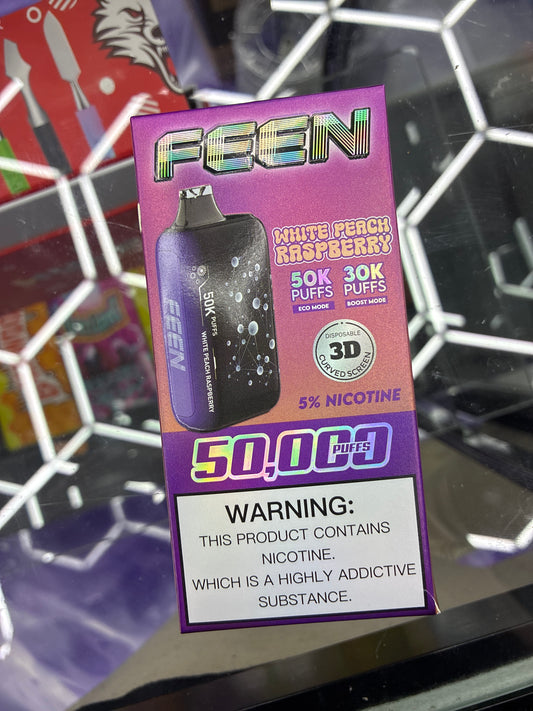 FEEN
WHITE PEACH
RASPBERRY
50K
PUFFS
ECO MODE
30K
PUFFS
BOOST MODE
DISPOSABLE
3D
CURVED SCREEN
5% NICOTINE
FEEN
50K PUFFS
WHITE PEACH RASPBERRY
50,000
PUFFS
WARNING:
THIS PRODUCT CONTAINS
NICOTINE.
WHICH IS A HIGHLY ADDICTIVE
SUBSTANCE.